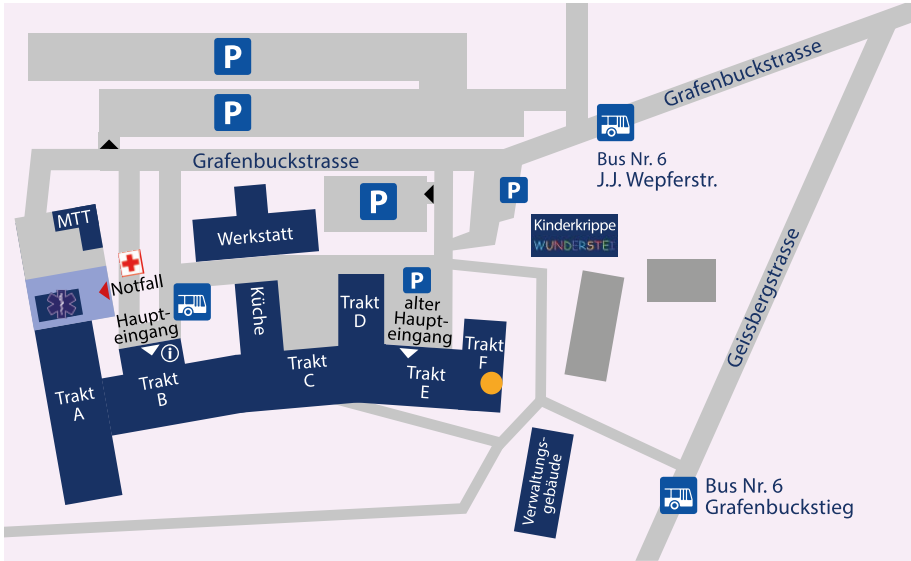 P
P
Grafenbuckstrasse
Grafenbuckstrasse
Bus Nr. 6
J.J. Wepferstr.
P
P
MTT
Werkstatt
Kinderkrippe
WUNDERSTEI
Notfall
P
alter
Haupt-
eingang
Haupt-
eingang
i
Küche
Trakt
D
Trakt
F
Trakt
A
Trakt
B
Trakt
C
Trakt
E
Geissbergstrasse
Verwaltungs-
gebäude
Bus Nr. 6
Grafenbuckstieg